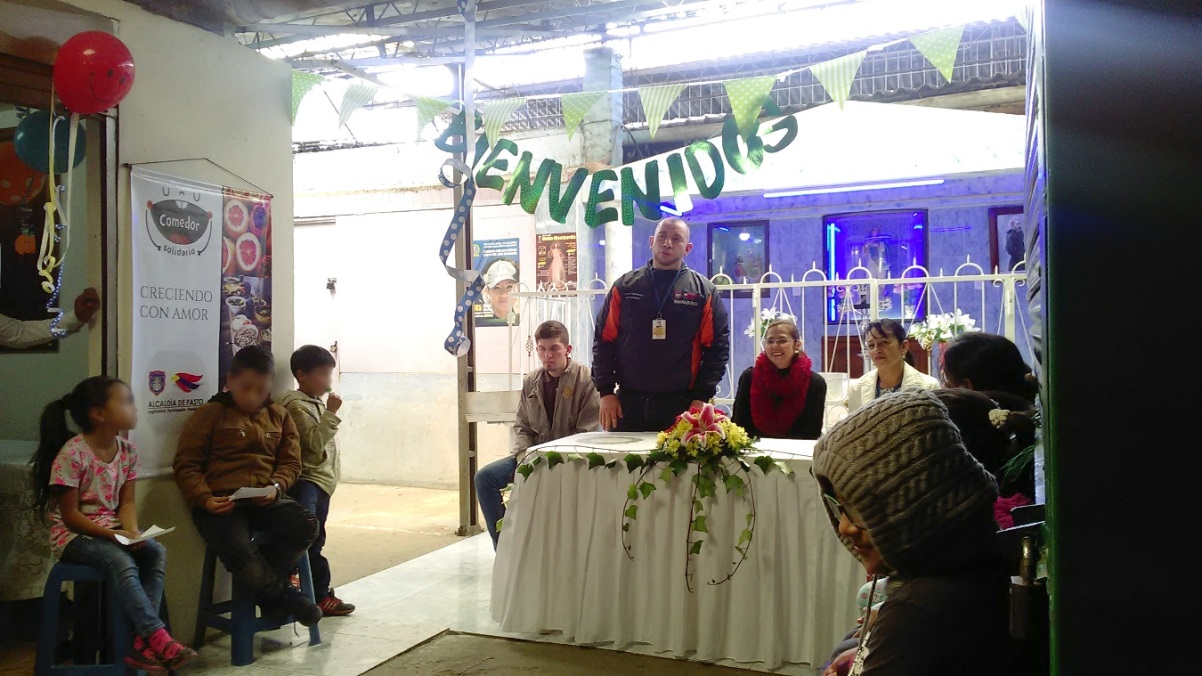 BIENVENIDOS
Comedor
solidario
CRECIENDO
CON AMOR
ALCALDÍA DE PASTO